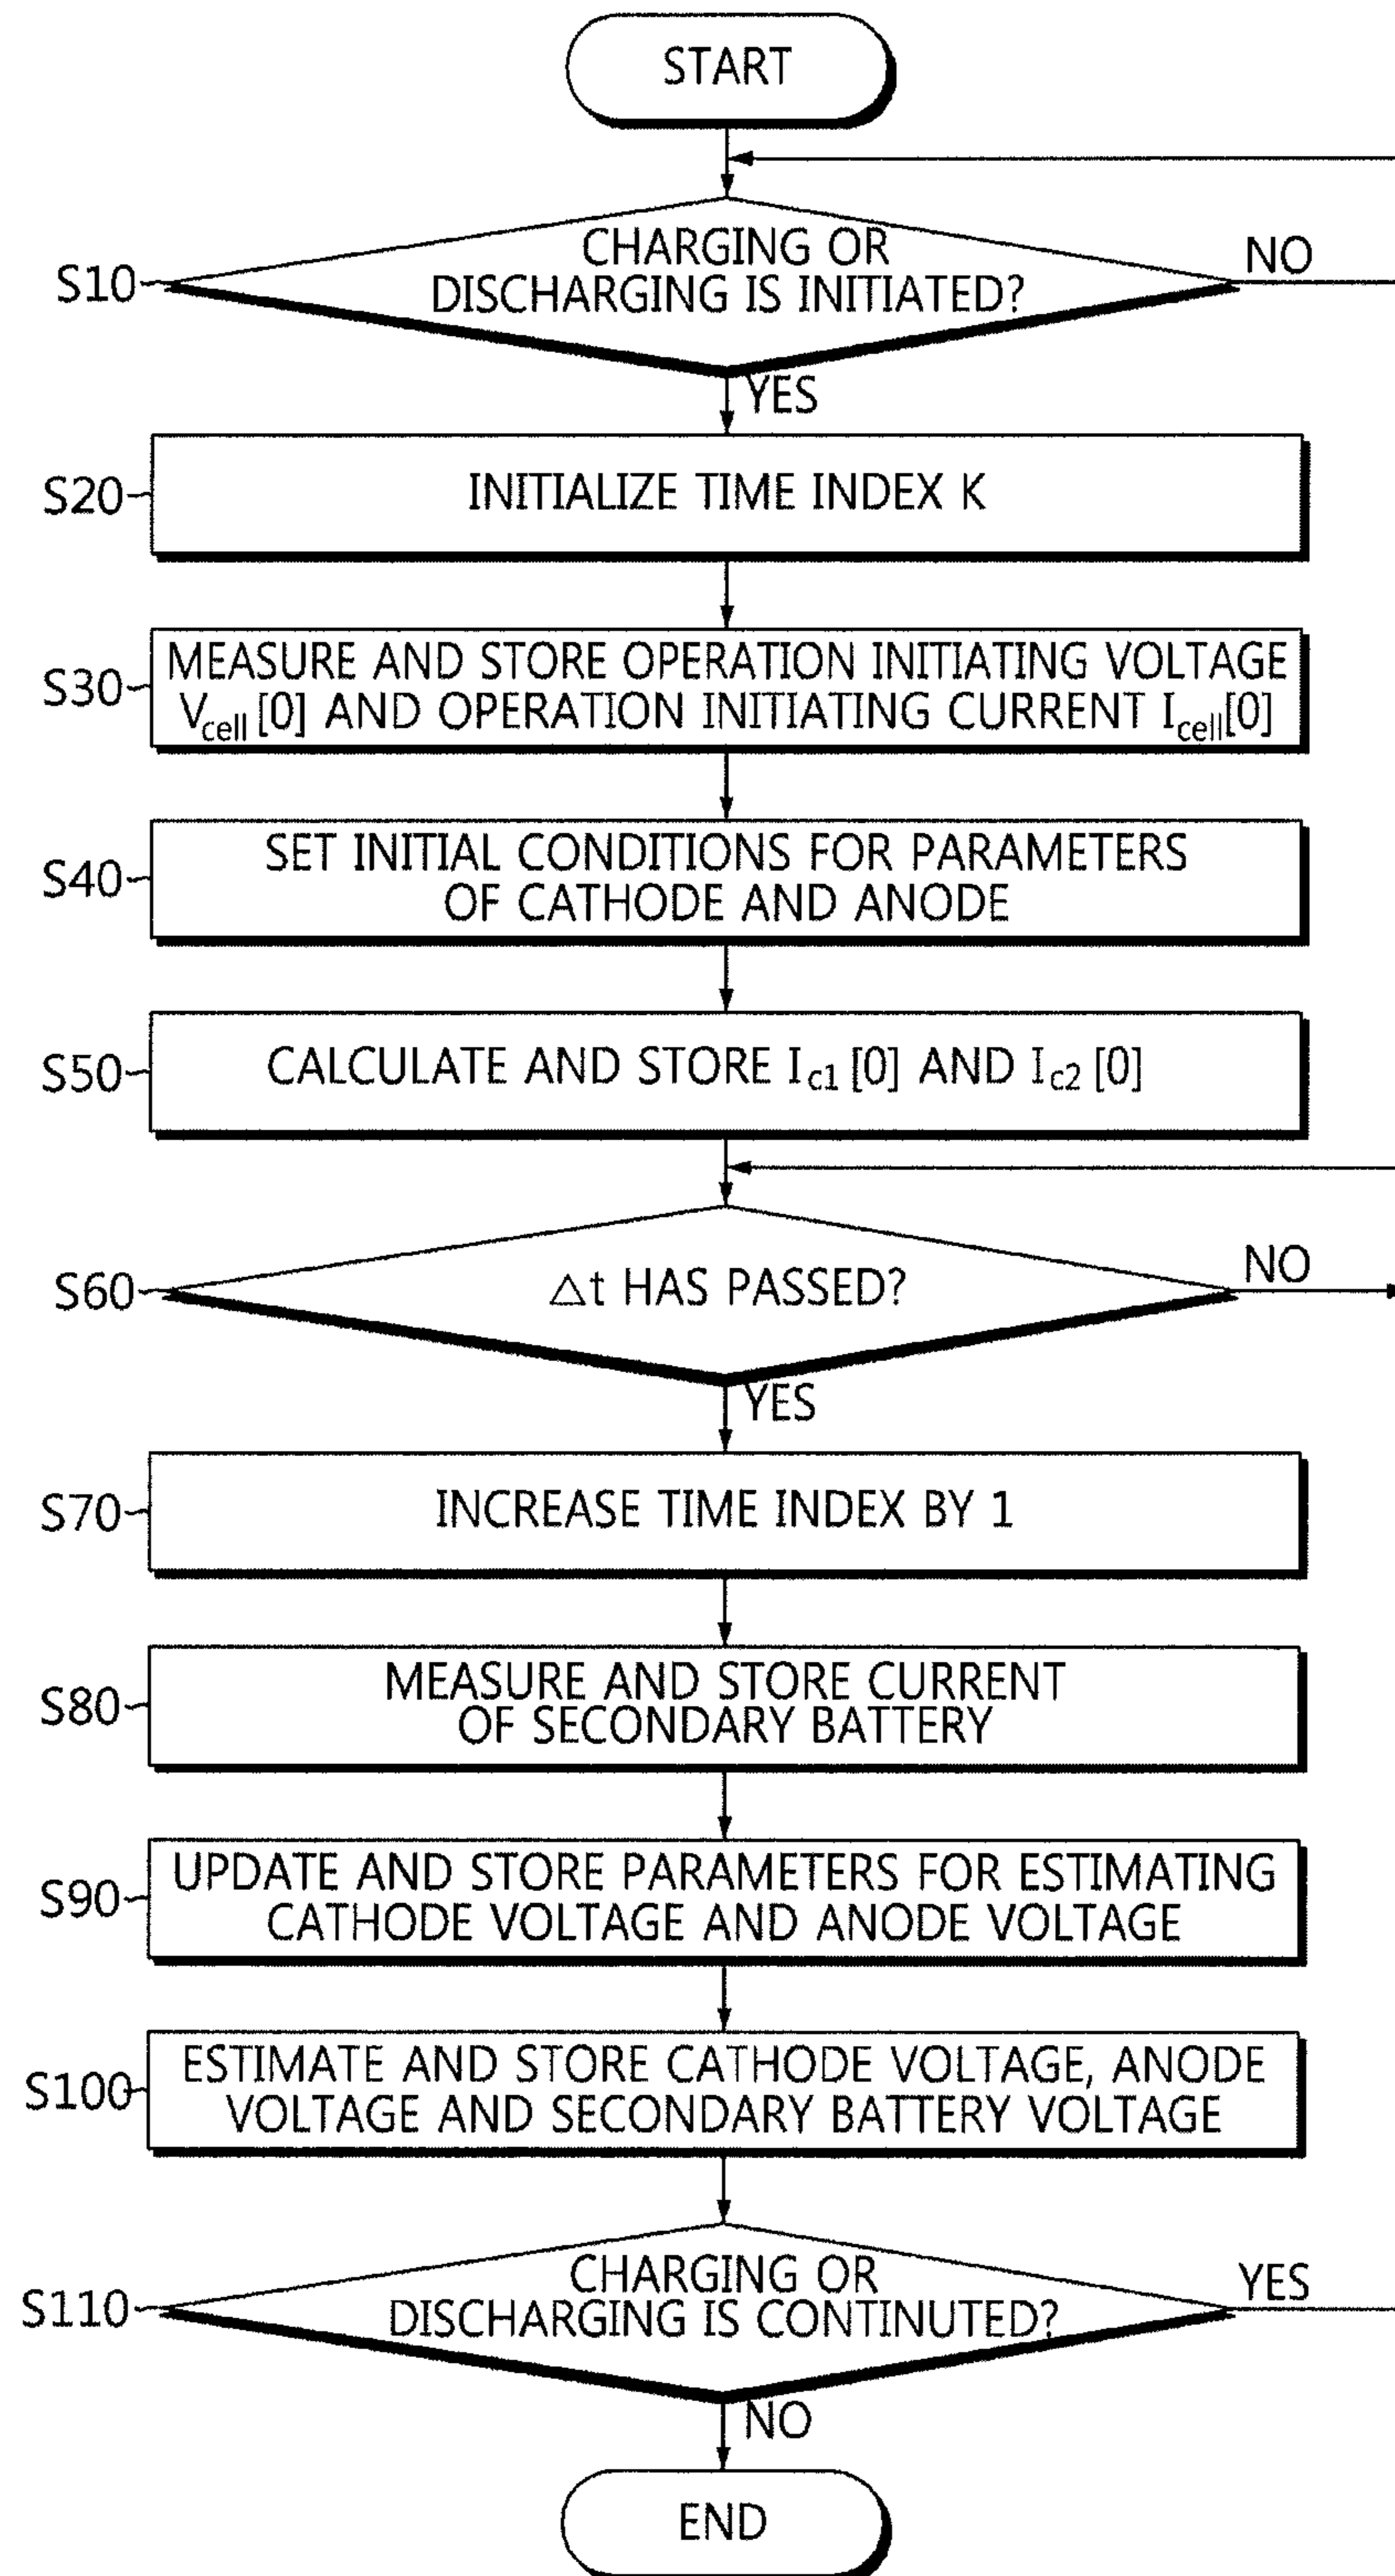 START
CHARGING OR
DISCHARGING IS INITIATED?
NO
S10
YES
S20
INITIALIZE TIME INDEX K
S30
MEASURE AND STORE OPERATION INITIATING VOLTAGE
Vcell [0] AND OPERATION INITIATING CURRENT Icell[0]
S40
SET INITIAL CONDITIONS FOR PARAMETERS
OF CATHODE AND ANODE
S50
CALCULATE AND STORE Ic1 [0] AND Ic2 [0]
S60
△t HAS PASSED?
NO
YES
S70
INCREASE TIME INDEX BY 1
S80
MEASURE AND STORE CURRENT
OF SECONDARY BATTERY
S90
UPDATE AND STORE PARAMETERS FOR ESTIMATING
CATHODE VOLTAGE AND ANODE VOLTAGE
S100
ESTIMATE AND STORE CATHODE VOLTAGE, ANODE
VOLTAGE AND SECONDARY BATTERY VOLTAGE
S110
CHARGING OR
DISCHARGING IS CONTINUTED?
YES
NO
END